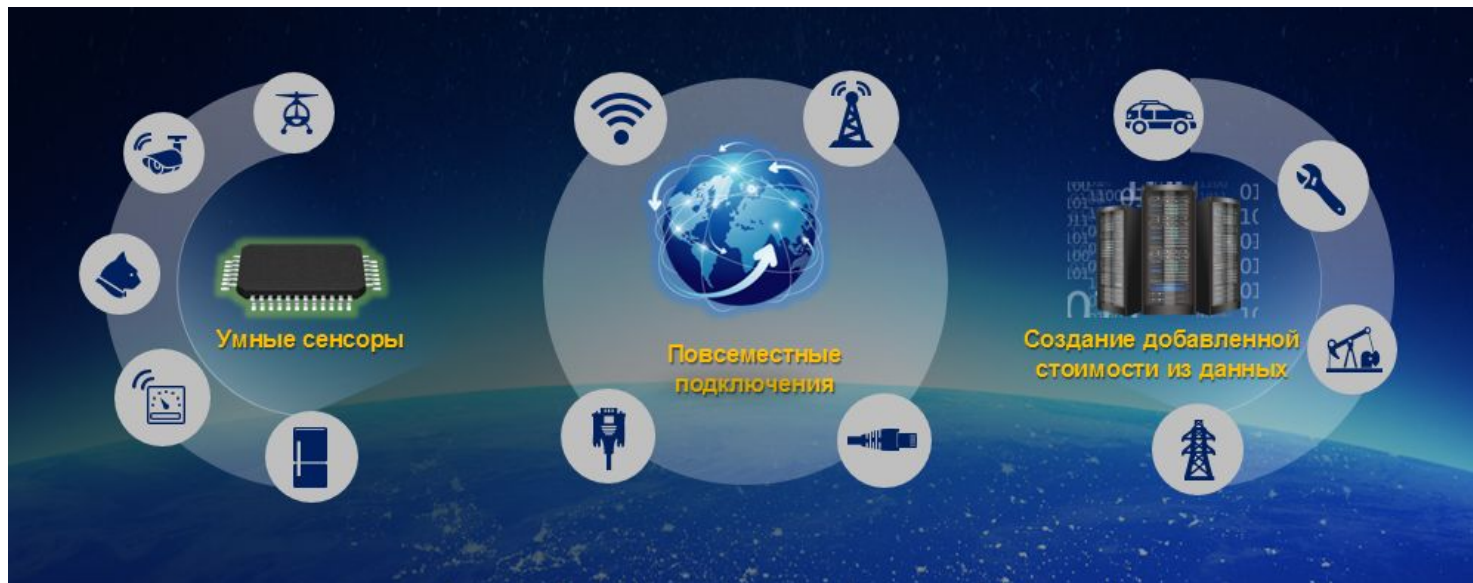 Умные сенсоры
Повсеместные
подключения
Создание добавленной
стоимости из данных